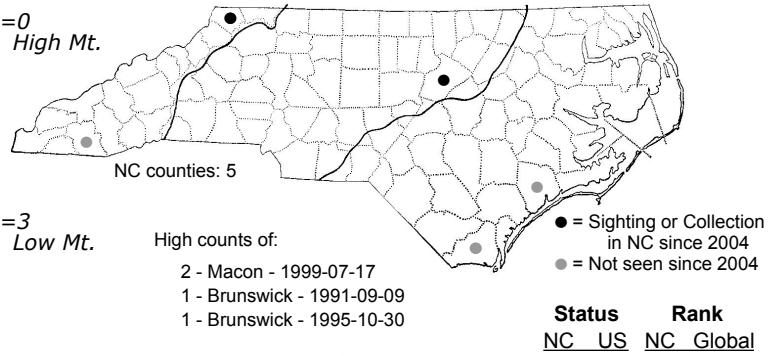 =0
High Mt.
NC counties: 5
=3
Low Mt.
High counts of:
2 - Macon - 1999-07-17
1 - Brunswick - 1991-09-09
1 - Brunswick - 1995-10-30
= Sighting or Collection
in NC since 2004
= Not seen since 2004
Status Rank
NC US NC Global